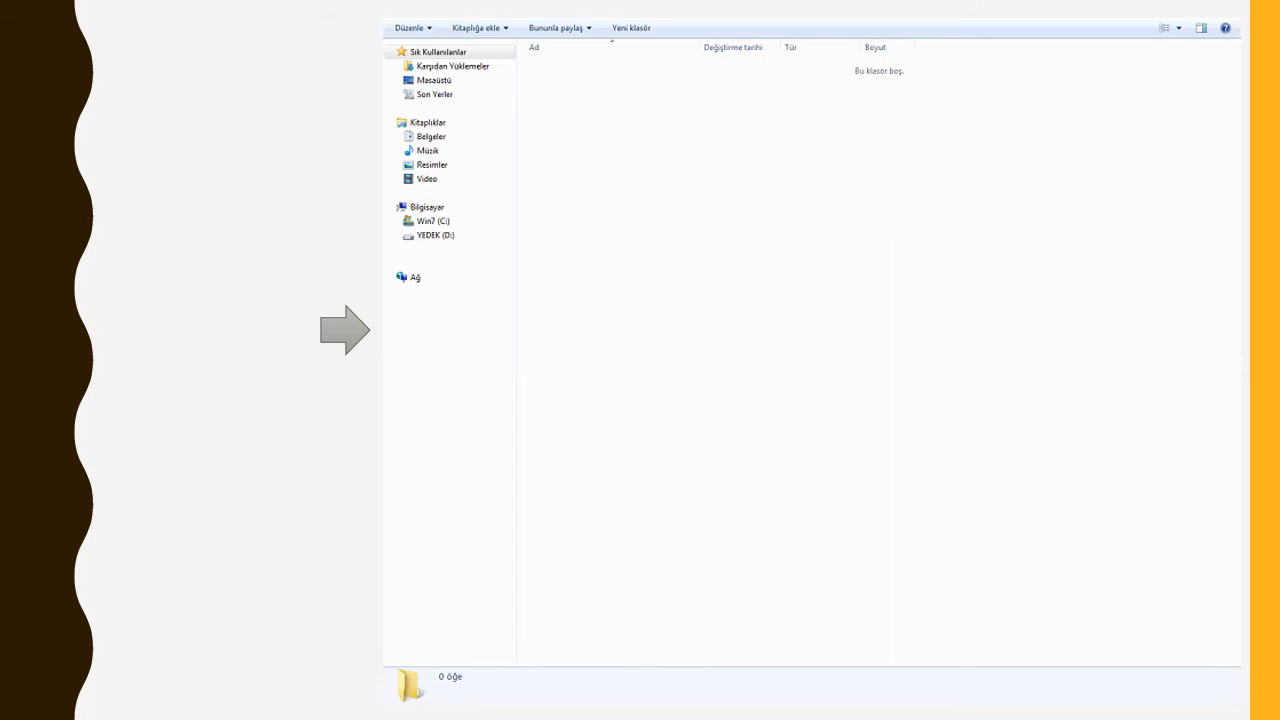 Düzenle Kitaplığa ekle Bununla paylaş Yeni klasör
Ad Değiştirme tarihi Tür Boyut
Bu klasör boş.
Sık Kullanılanlar
Karşıdan Yüklemeler
Masaüstü
Son Yerler
Kitaplıklar
Belgeler
Müzik
Resimler
Video
Bilgisayar
Win7 (C:)
YEDEK (D:)
Ağ
0 öğe